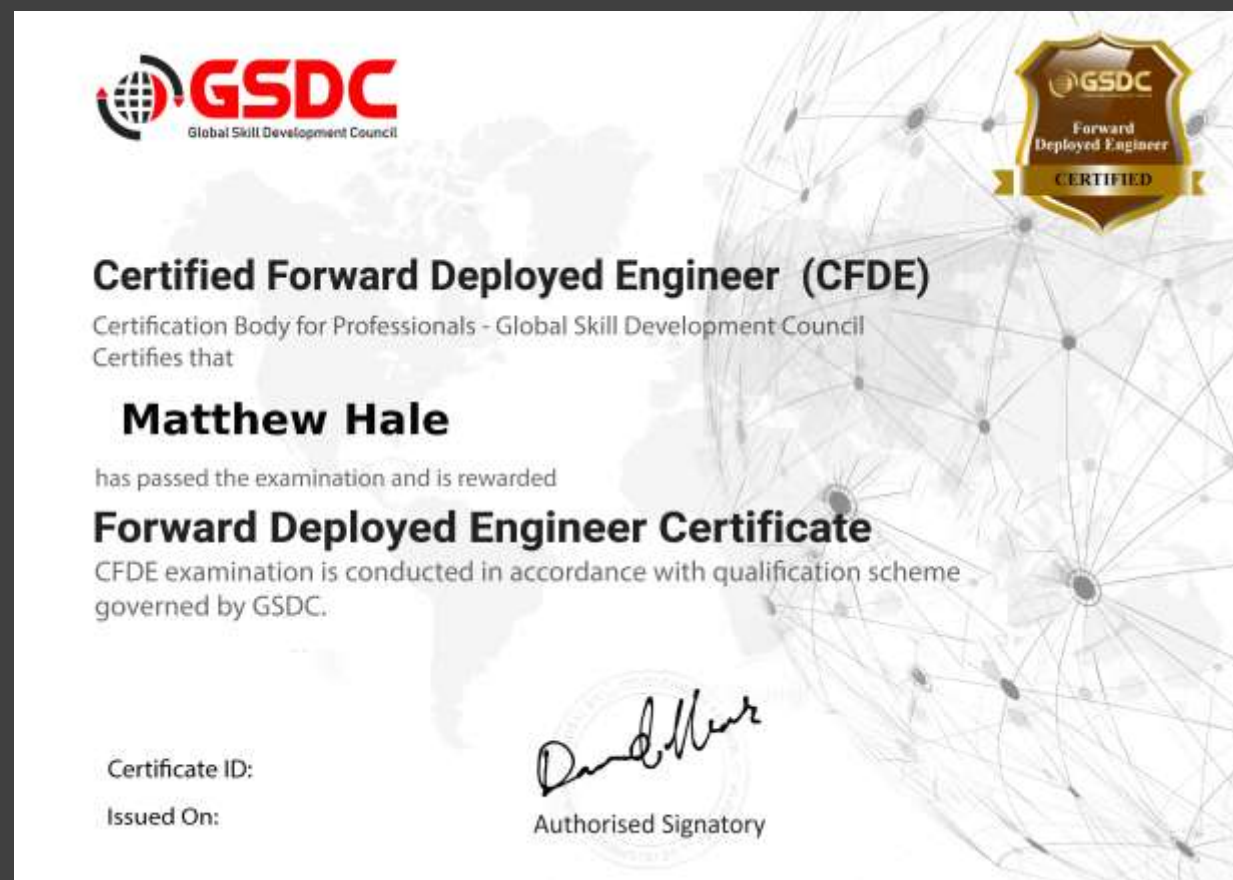 GSDC
Global Skill Development Council
GSDC
Forward
Deployed Engineer
CERTIFIED
Certified Forward Deployed Engineer (CFDE)
Certification Body for Professionals - Global Skill Development Council
Certifies that
Matthew Hale
has passed the examination and is rewarded
Forward Deployed Engineer Certificate
CFDE examination is conducted in accordance with qualification scheme
governed by GSDC.
Certificate ID:
Issued On:
Authorised Signatory